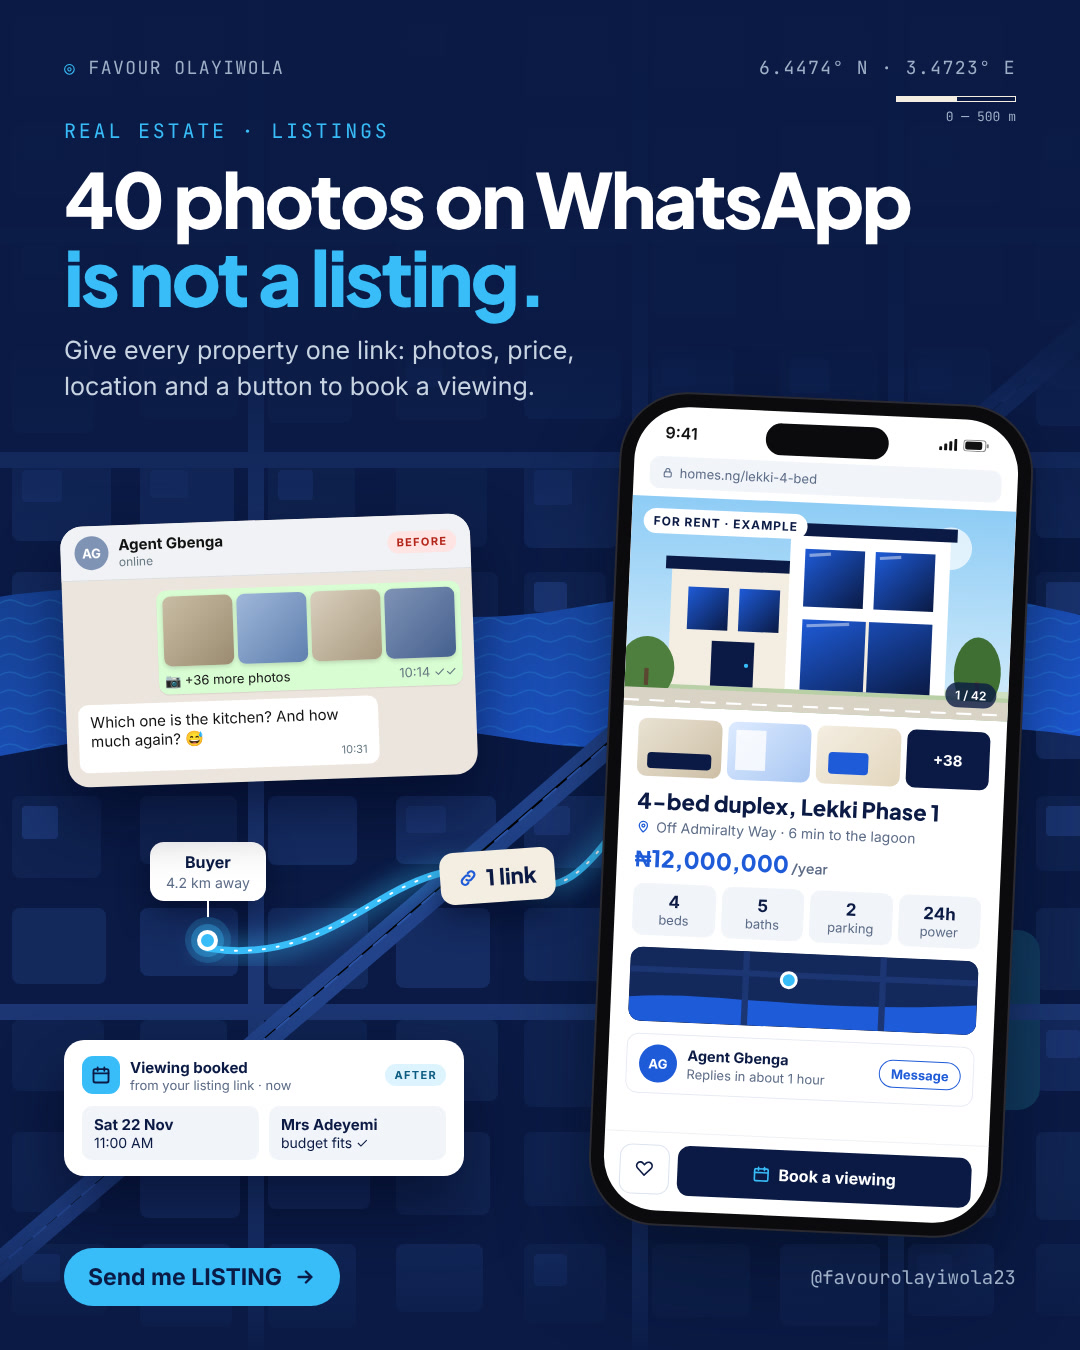 ◎ FAVOUR OLAYIWOLA
6.4474° N · 3.4723° E
0 — 500 m
REAL ESTATE · LISTINGS
40 photos on WhatsApp
is not a listing.
Give every property one link: photos, price,
location and a button to book a viewing.
AG
Agent Gbenga
online
BEFORE
📷 +36 more photos
10:14 ✓✓
Which one is the kitchen? And how
much again? 😅
10:31
Buyer
4.2 km away
1 link
Viewing booked
from your listing link · now
AFTER
Sat 22 Nov
11:00 AM
Mrs Adeyemi
budget fits ✓
9:41
homes.ng/lekki-4-bed
FOR RENT · EXAMPLE
1 / 42
+38
4-bed duplex, Lekki Phase 1
Off Admiralty Way · 6 min to the lagoon
₦12,000,000 /year
4
beds
5
baths
2
parking
24h
power
AG
Agent Gbenga
Replies in about 1 hour
Message
Book a viewing
Send me LISTING →
@favourolayiwola23